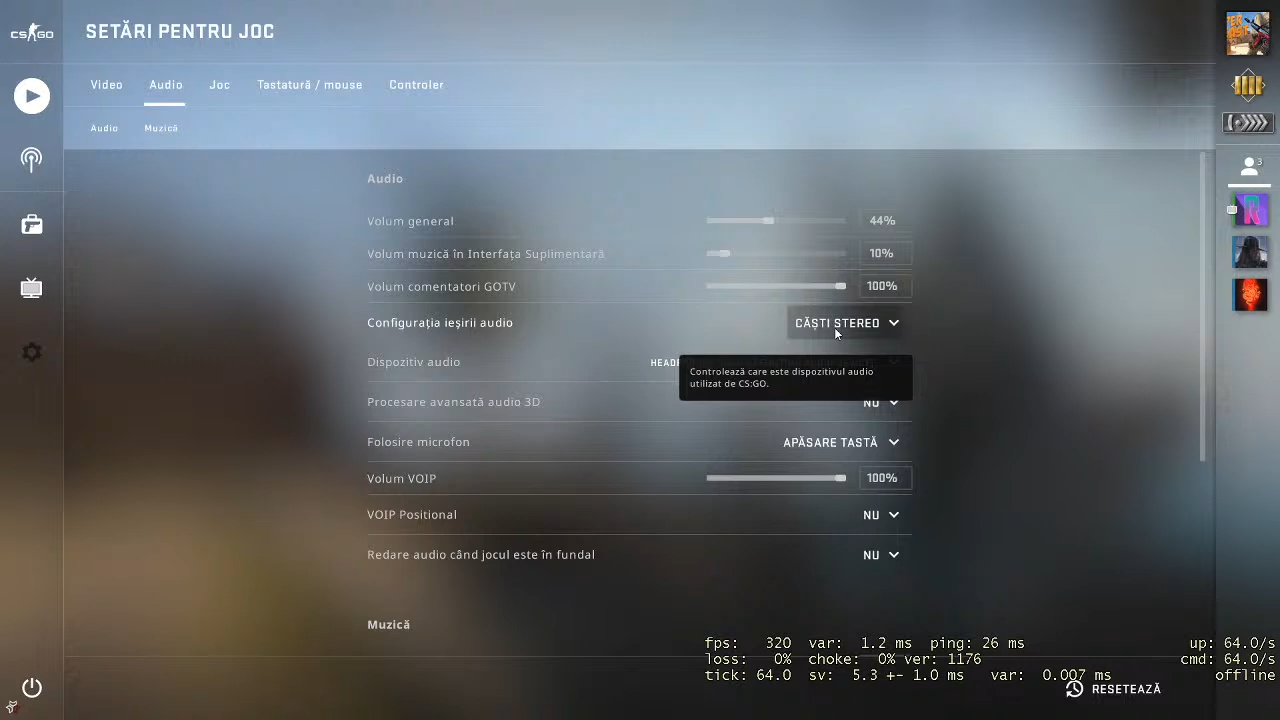 CS:GO
SETĂRI PENTRU JOC
Video Audio Joc Tastatură / mouse Controler
Audio Muzică
3
Audio
Volum general 44%
Volum muzică în Interfața Suplimentară 10%
Volum comentatori GOTV 100%
Configurația ieșirii audio CĂȘTI STEREO
Dispozitiv audio
Controlează care este dispozitivul audio
utilizat de CS:GO.
Procesare avansată audio 3D NU
Folosire microfon APĂSARE TASTĂ
Volum VOIP 100%
VOIP Positional NU
Redare audio când jocul este în fundal NU
Muzică
fps: 320 var: 1.2 ms ping: 26 ms up: 64.0/s
loss: 0% choke: 0% ver: 1176 cmd: 64.0/s
tick: 64.0 sv: 5.3 +- 1.0 ms var: 0.007 ms offline
RESETEAZĂ